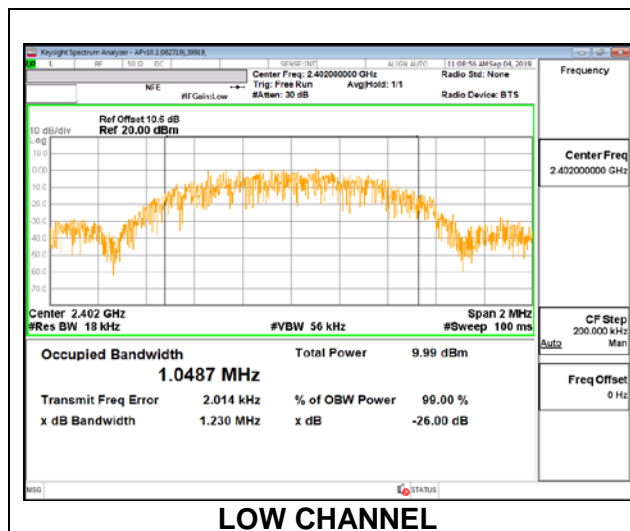 Keysight Spectrum Analyzer - APv10.1(062719),39919,
L RF 50 Ω DC SENSE:INT ALIGN AUTO 11:08:56 AM Sep 04, 2019
Center Freq: 2.402000000 GHz Radio Std: None
NFE Trig: Free Run Avg|Hold: 1/1
#IFGain:Low #Atten: 30 dB Radio Device: BTS
Frequency
Ref Offset 10.6 dB
10 dB/div Ref 20.00 dBm
Log
10.0
0.00
-10.0
-20.0
-30.0
-40.0
-50.0
-60.0
-70.0
Center 2.402 GHz Span 2 MHz
#Res BW 18 kHz #VBW 56 kHz #Sweep 100 ms
Center Freq
2.402000000 GHz
CF Step
200.000 kHz
Auto Man
Freq Offset
0 Hz
Occupied Bandwidth Total Power 9.99 dBm
1.0487 MHz
Transmit Freq Error 2.014 kHz % of OBW Power 99.00 %
x dB Bandwidth 1.230 MHz x dB -26.00 dB
MSG STATUS
LOW CHANNEL